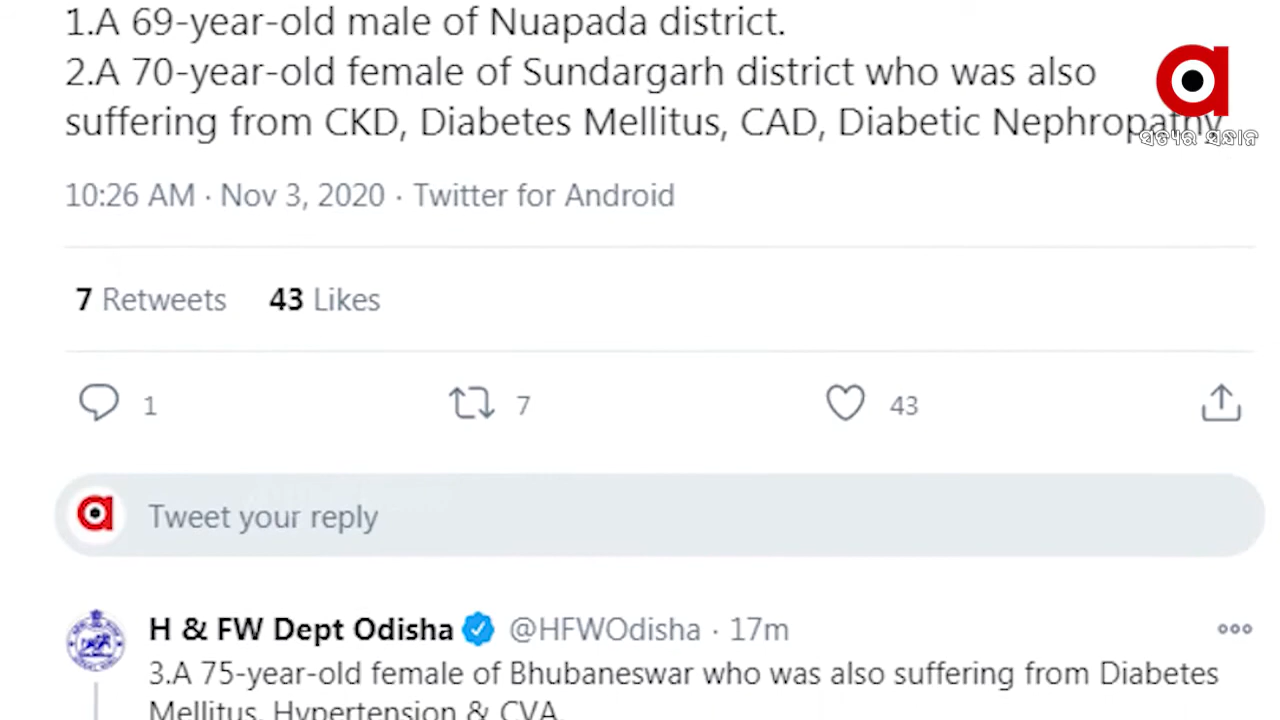 1.A 69-year-old male of Nuapada district.
2.A 70-year-old female of Sundargarh district who was also
suffering from CKD, Diabetes Mellitus, CAD, Diabetic Nephropathy
ସତ୍ୟର ସନ୍ଧାନ
10:26 AM · Nov 3, 2020 · Twitter for Android
7 Retweets 43 Likes
1 7 43
Tweet your reply
H & FW Dept Odisha @HFWOdisha · 17m
3.A 75-year-old female of Bhubaneswar who was also suffering from Diabetes
Mellitus, Hypertension & CVA.